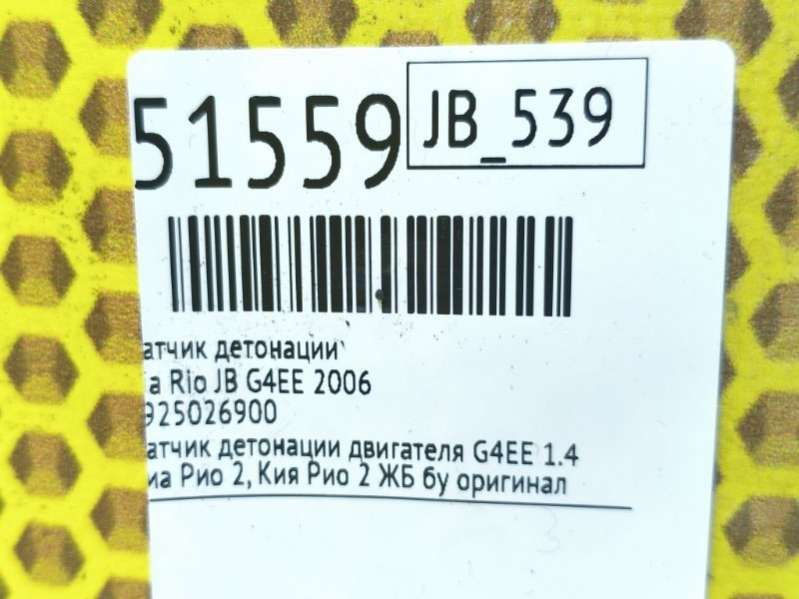 51559
JB_539
атчик детонации
ia Rio JB G4EE 2006
925026900
атчик детонации двигателя G4EE 1.4
иа Рио 2, Кия Рио 2 ЖБ бу оригинал